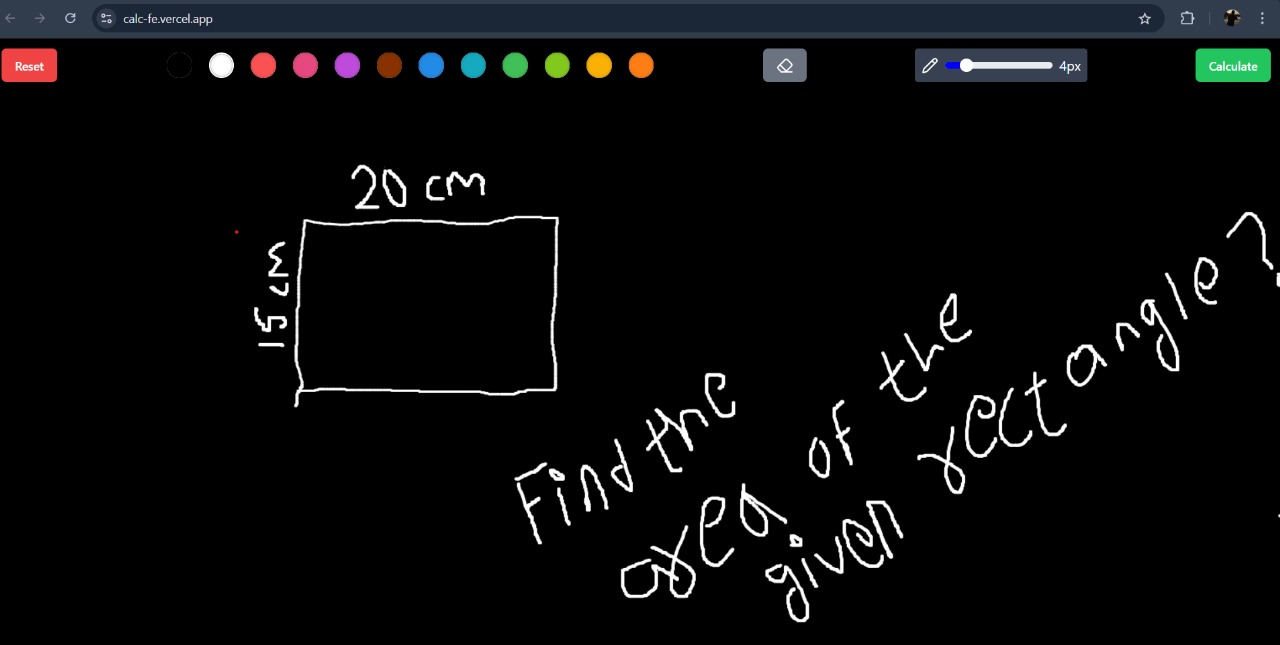 calc-fe.vercel.app
Reset
4px
Calculate
20 cm
15 cm
Find the
area of the
given rectangle?